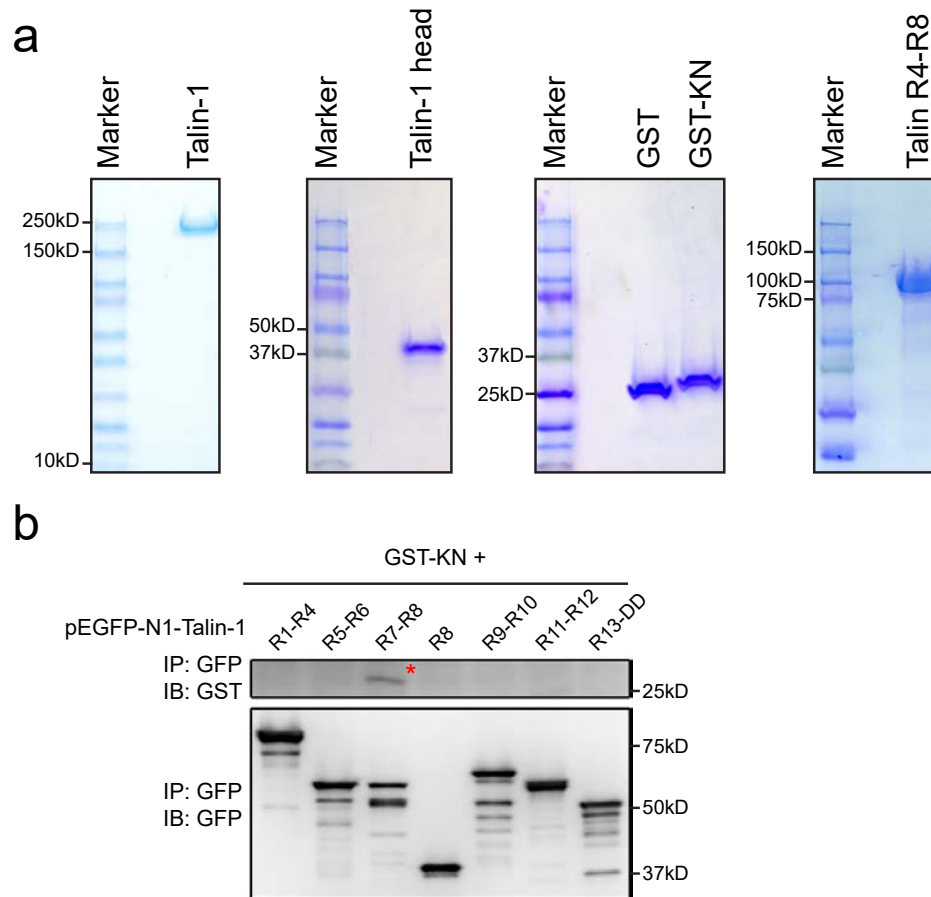 a
Marker
Talin-1
250kD
150kD
10kD
Marker
Talin-1 head
50kD
37kD
Marker
GST
GST-KN
37kD
25kD
Marker
Talin R4-R8
150kD
100kD
75kD
b
GST-KN +
pEGFP-N1-Talin-1
R1-R4
R5-R6
R7-R8
R8
R9-R10
R11-R12
R13-DD
IP: GFP
IB: GST
*
25kD
IP: GFP
IB: GFP
75kD
50kD
37kD